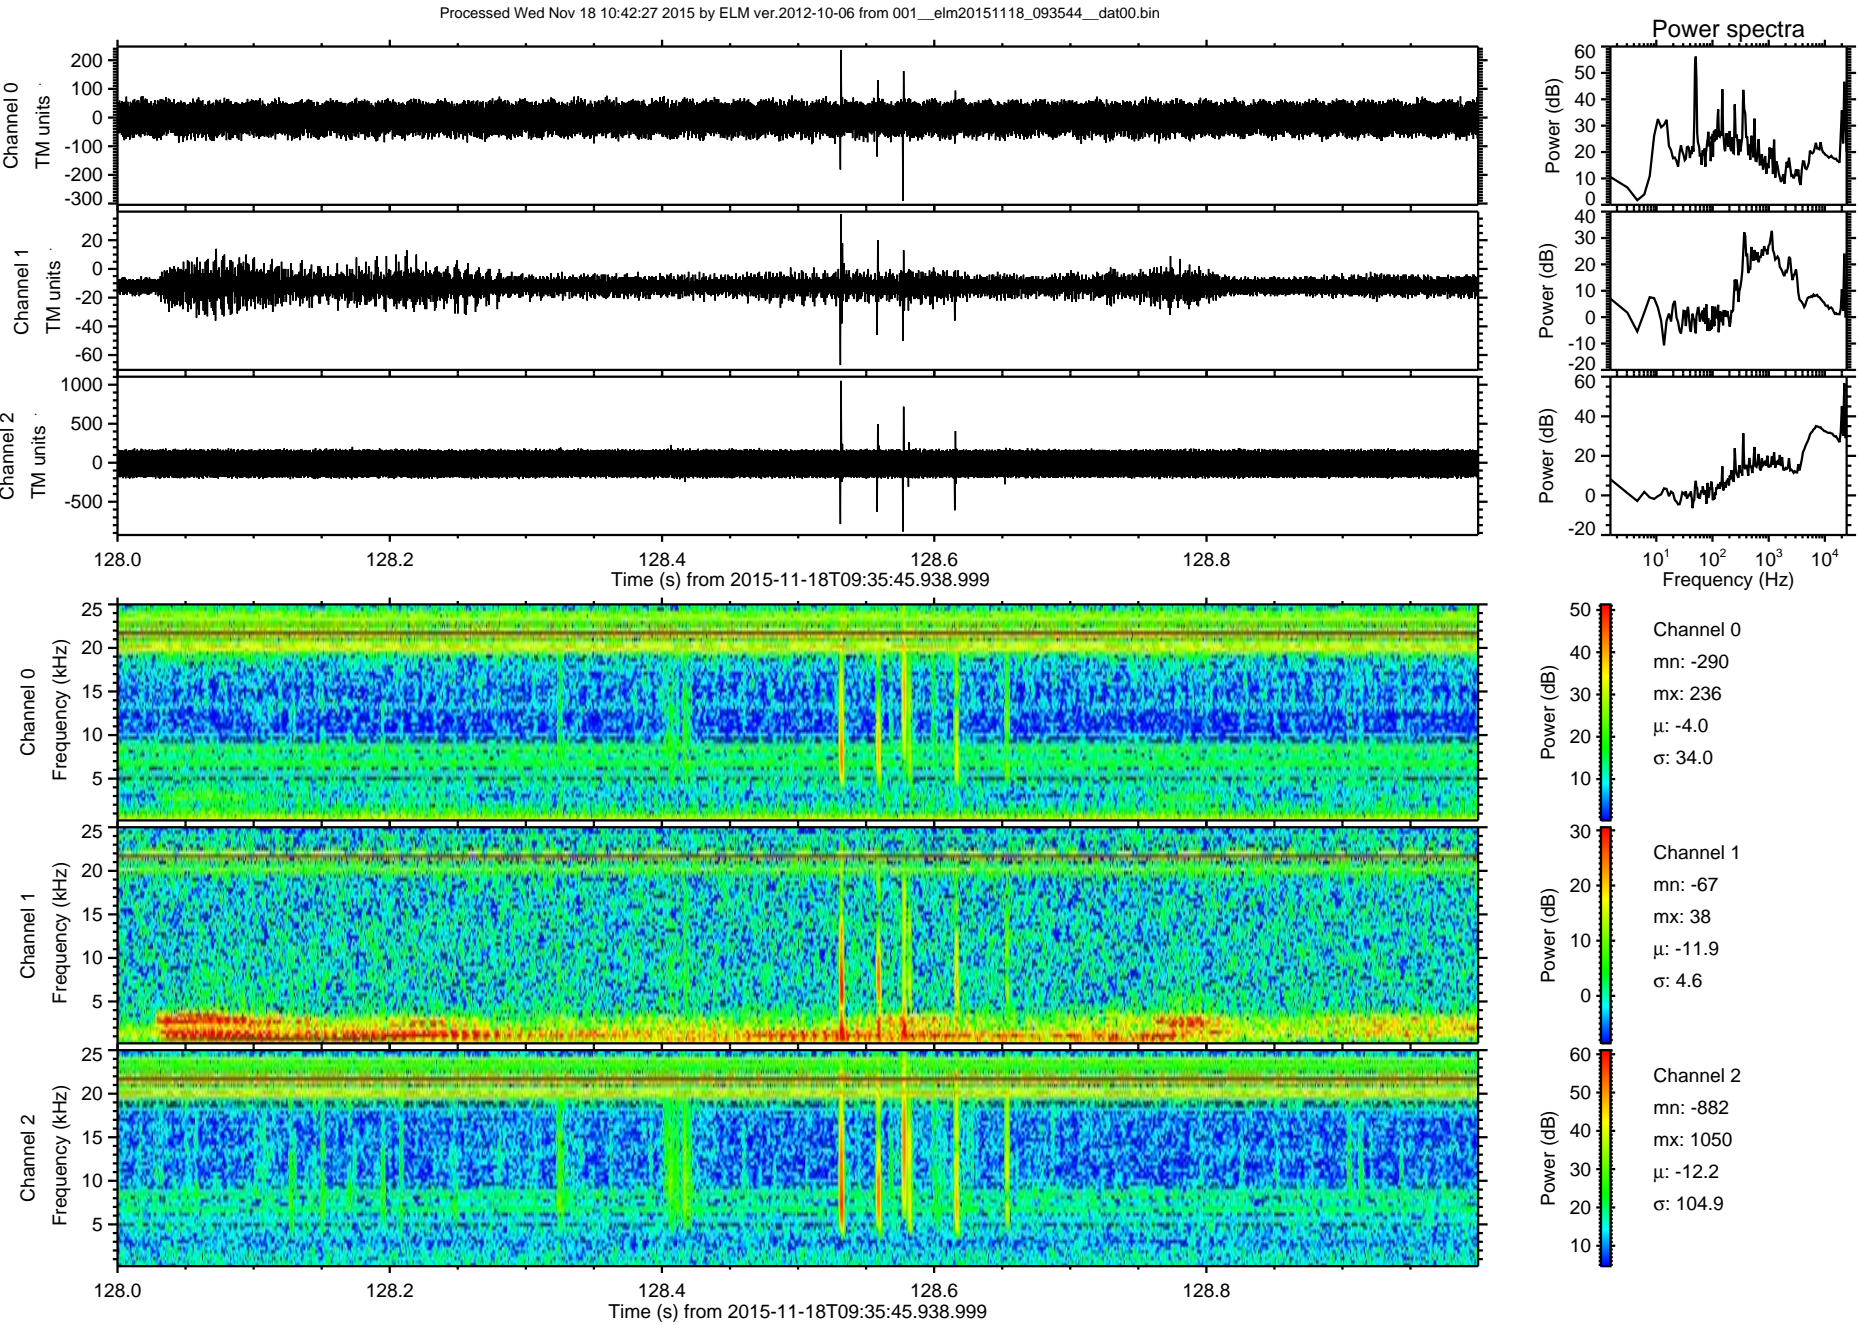 Processed Wed Nov 18 10:42:27 2015 by ELM ver.2012-10-06 from 001__elm20151118_093544__dat00.bin
Power spectra
Channel 0
TM units
200
100
0
-100
-200
-300
Power (dB)
60
50
40
30
20
10
0
Channel 1
TM units
20
0
-20
-40
-60
Power (dB)
40
30
20
10
0
-10
-20
Channel 2
TM units
1000
500
0
-500
Power (dB)
60
40
20
0
-20
128.0 128.2 128.4 128.6 128.8
Time (s) from 2015-11-18T09:35:45.938.999
10¹ 10² 10³ 10⁴
Frequency (Hz)
Channel 0
Frequency (kHz)
25
20
15
10
5
Power (dB)
50
40
30
20
10
Channel 0
mn: -290
mx: 236
μ: -4.0
σ: 34.0
Channel 1
Frequency (kHz)
25
20
15
10
5
Power (dB)
30
20
10
0
Channel 1
mn: -67
mx: 38
μ: -11.9
σ: 4.6
Channel 2
Frequency (kHz)
25
20
15
10
5
Power (dB)
60
50
40
30
20
10
Channel 2
mn: -882
mx: 1050
μ: -12.2
σ: 104.9
128.0 128.2 128.4 128.6 128.8
Time (s) from 2015-11-18T09:35:45.938.999